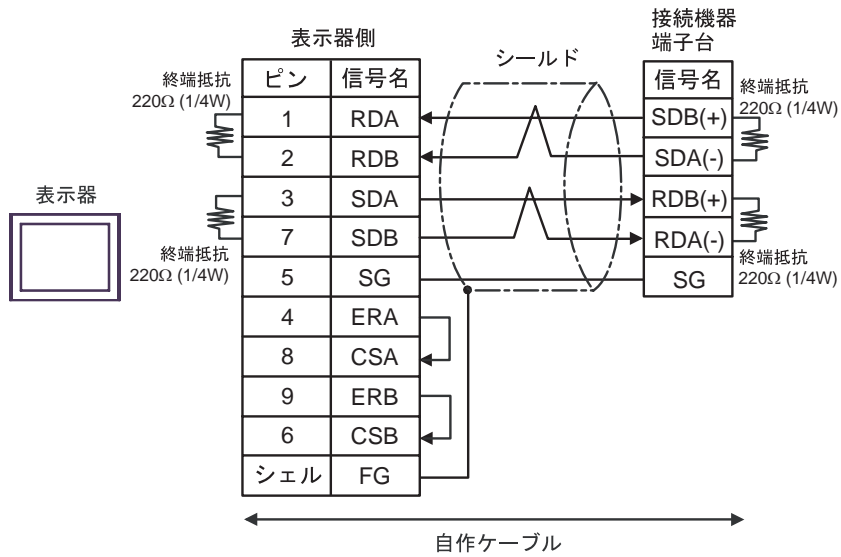 接続機器
端子台
表示器側
シールド
終端抵抗
220Ω (1/4W)
ピン 信号名
信号名
終端抵抗
220Ω (1/4W)
1 RDA
SDB(+)
2 RDB
SDA(-)
表示器
3 SDA
RDB(+)
7 SDB
RDA(-)
終端抵抗
220Ω (1/4W)
5 SG
SG
終端抵抗
220Ω (1/4W)
4 ERA
8 CSA
9 ERB
6 CSB
シェル FG
自作ケーブル